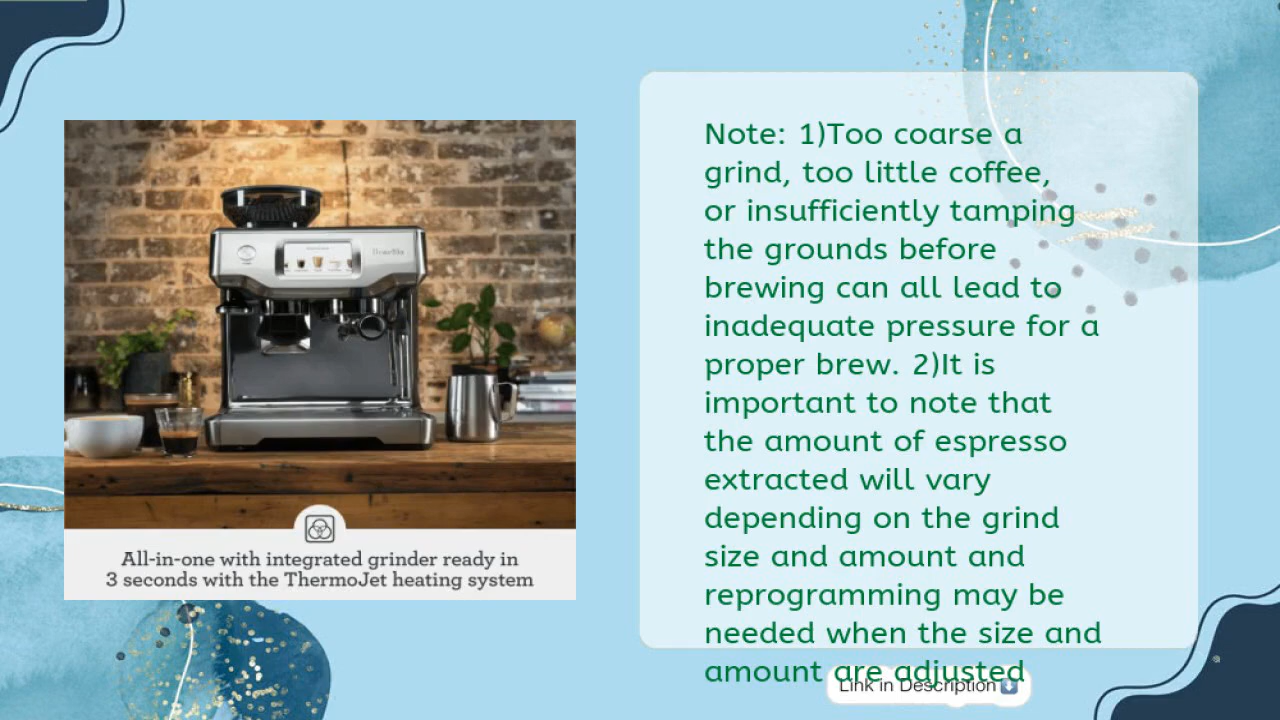 Note: 1)Too coarse a
grind, too little coffee,
or insufficiently tamping
the grounds before
brewing can all lead to
inadequate pressure for a
proper brew. 2)It is
important to note that
the amount of espresso
extracted will vary
depending on the grind
size and amount and
reprogramming may be
needed when the size and
amount are adjusted
Link in Description
All-in-one with integrated grinder ready in
3 seconds with the ThermoJet heating system